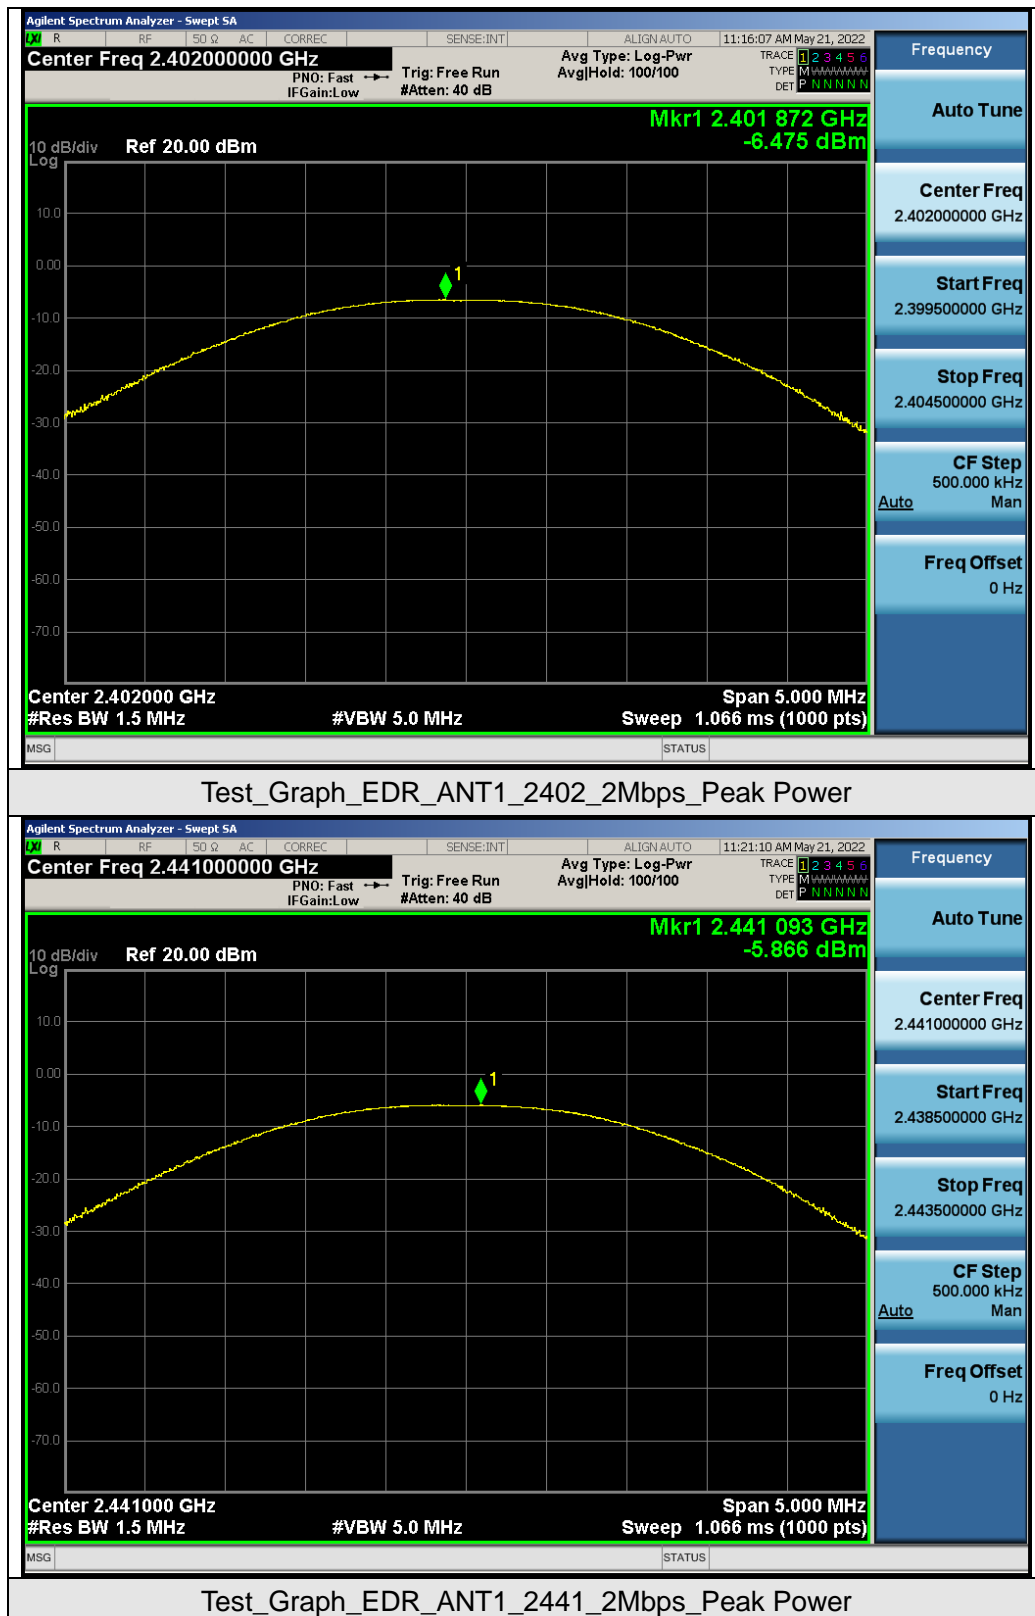 Agilent Spectrum Analyzer - Swept SA
LXI R RF 50 Ω AC CORREC SENSE:INT ALIGN AUTO 11:16:07 AM May 21, 2022
Center Freq 2.402000000 GHz
PNO: Fast
IFGain:Low
Trig: Free Run
#Atten: 40 dB
Avg Type: Log-Pwr
Avg|Hold: 100/100
TRACE 1 2 3 4 5 6
TYPE M WWWWW
DET P N N N N N
Mkr1 2.401 872 GHz
-6.475 dBm
10 dB/div Ref 20.00 dBm
Log
10.0
0.00
1
-10.0
-20.0
-30.0
-40.0
-50.0
-60.0
-70.0
Center 2.402000 GHz Span 5.000 MHz
#Res BW 1.5 MHz #VBW 5.0 MHz Sweep 1.066 ms (1000 pts)
MSG STATUS
Frequency
Auto Tune
Center Freq
2.402000000 GHz
Start Freq
2.399500000 GHz
Stop Freq
2.404500000 GHz
CF Step
500.000 kHz
Auto Man
Freq Offset
0 Hz
Test_Graph_EDR_ANT1_2402_2Mbps_Peak Power
Agilent Spectrum Analyzer - Swept SA
LXI R RF 50 Ω AC CORREC SENSE:INT ALIGN AUTO 11:21:10 AM May 21, 2022
Center Freq 2.441000000 GHz
PNO: Fast
IFGain:Low
Trig: Free Run
#Atten: 40 dB
Avg Type: Log-Pwr
Avg|Hold: 100/100
TRACE 1 2 3 4 5 6
TYPE M WWWWW
DET P N N N N N
Mkr1 2.441 093 GHz
-5.866 dBm
10 dB/div Ref 20.00 dBm
Log
10.0
0.00
1
-10.0
-20.0
-30.0
-40.0
-50.0
-60.0
-70.0
Center 2.441000 GHz Span 5.000 MHz
#Res BW 1.5 MHz #VBW 5.0 MHz Sweep 1.066 ms (1000 pts)
MSG STATUS
Frequency
Auto Tune
Center Freq
2.441000000 GHz
Start Freq
2.438500000 GHz
Stop Freq
2.443500000 GHz
CF Step
500.000 kHz
Auto Man
Freq Offset
0 Hz
Test_Graph_EDR_ANT1_2441_2Mbps_Peak Power